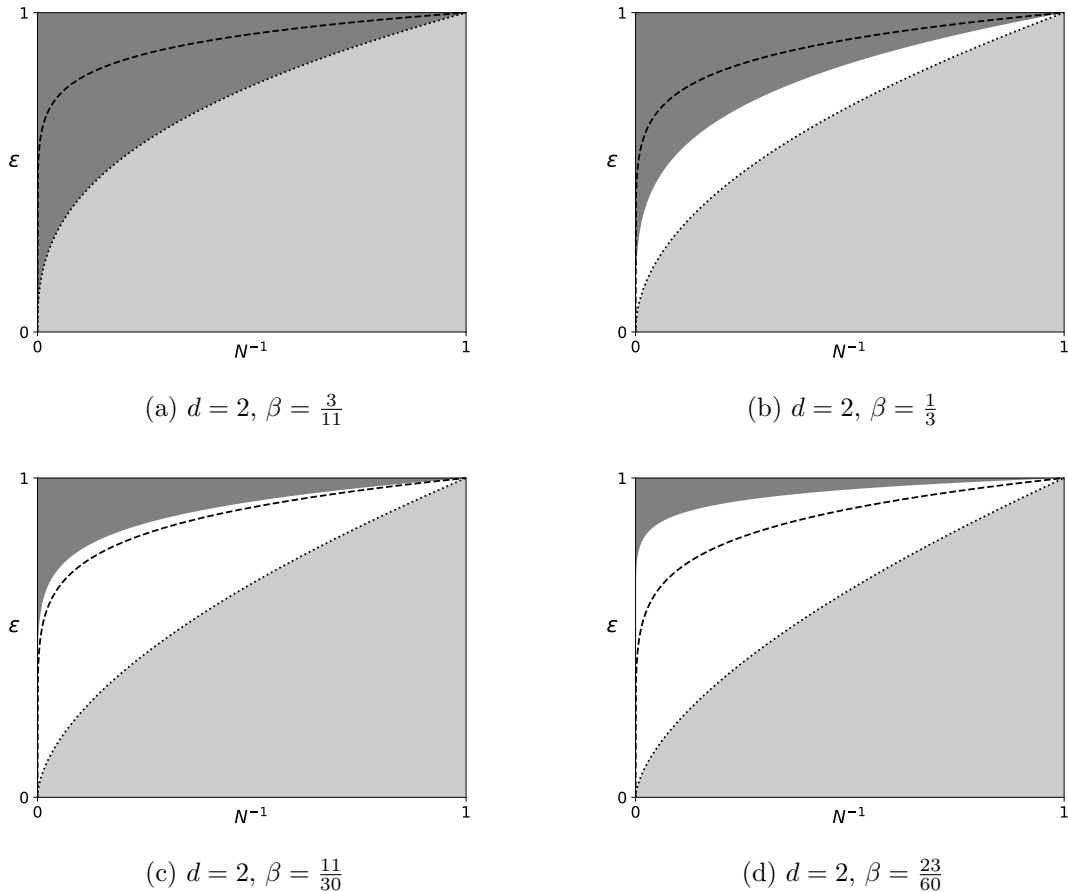 1
1
ε
ε
0
0
0
N⁻¹
1
0
N⁻¹
1
(a) d = 2, β = 3/11
(b) d = 2, β = 1/3
1
1
ε
ε
0
0
0
N⁻¹
1
0
N⁻¹
1
(c) d = 2, β = 11/30
(d) d = 2, β = 23/60